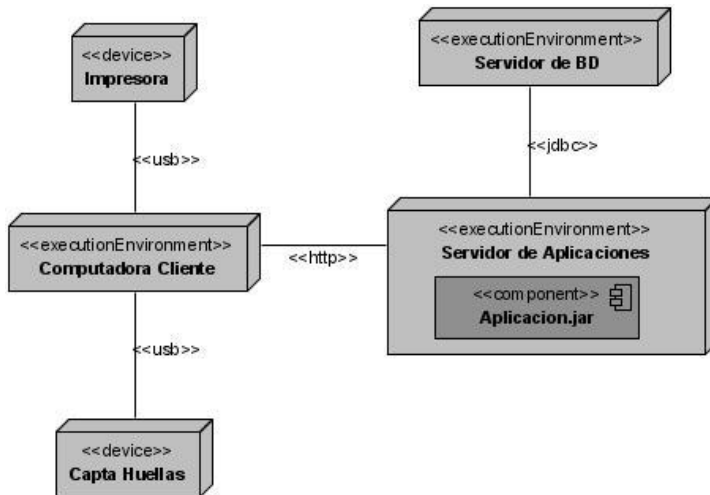 <<device>>
Impresora
<<executionEnvironment>>
Servidor de BD
<<usb>>
<<jdbc>>
<<executionEnvironment>>
Computadora Cliente
<<http>>
<<executionEnvironment>>
Servidor de Aplicaciones
<<component>>
Aplicacion.jar
<<usb>>
<<device>>
Capta Huellas